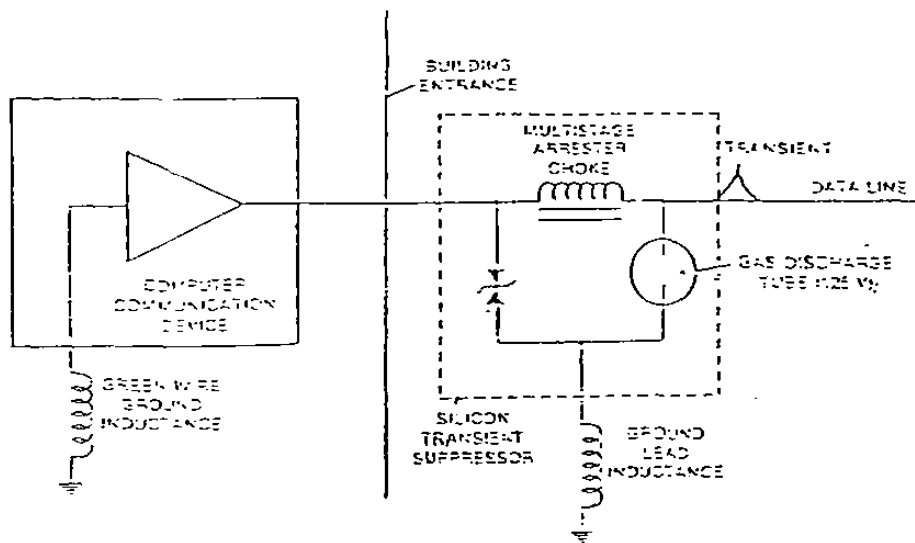 BUILDING
ENTRANCE
MULTISTAGE
ARRESTER
CHOKE
TRANSIENT
DATA LINE
GAS DISCHARGE
TUBE
COMPUTER
COMMUNICATION
DEVICE
GREEN WIRE
GROUND
INDUCTANCE
SILICON
TRANSIENT
SUPPRESSOR
GROUND
LEAD
INDUCTANCE